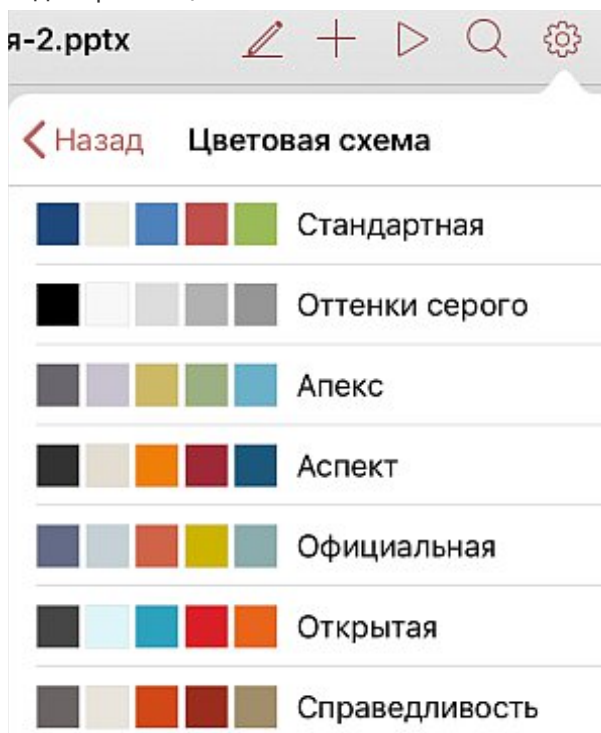 я-2.pptx
Назад Цветовая схема
Стандартная
Оттенки серого
Апекс
Аспект
Официальная
Открытая
Справедливость